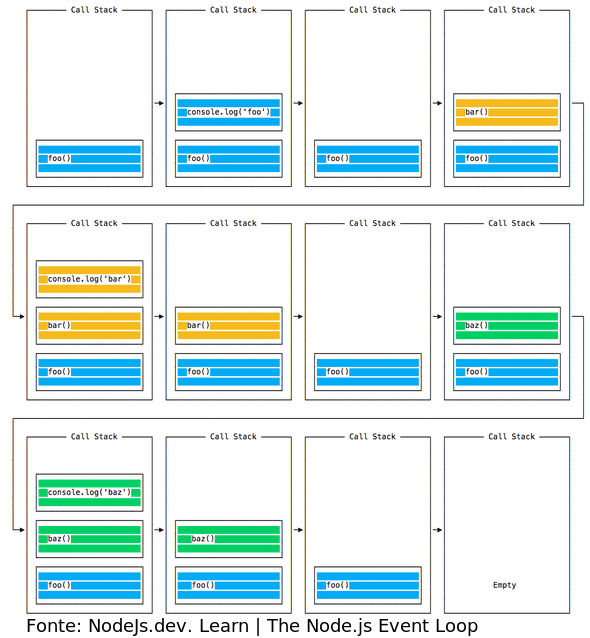 Call Stack Call Stack Call Stack Call Stack
console.log('foo') bar()
foo() foo() foo() foo()
Call Stack Call Stack Call Stack Call Stack
console.log('bar')
bar() bar() baz()
foo() foo() foo() foo()
Call Stack Call Stack Call Stack Call Stack
console.log('baz')
baz() baz()
foo() foo() foo() Empty
Fonte: NodeJs.dev. Learn | The Node.js Event Loop